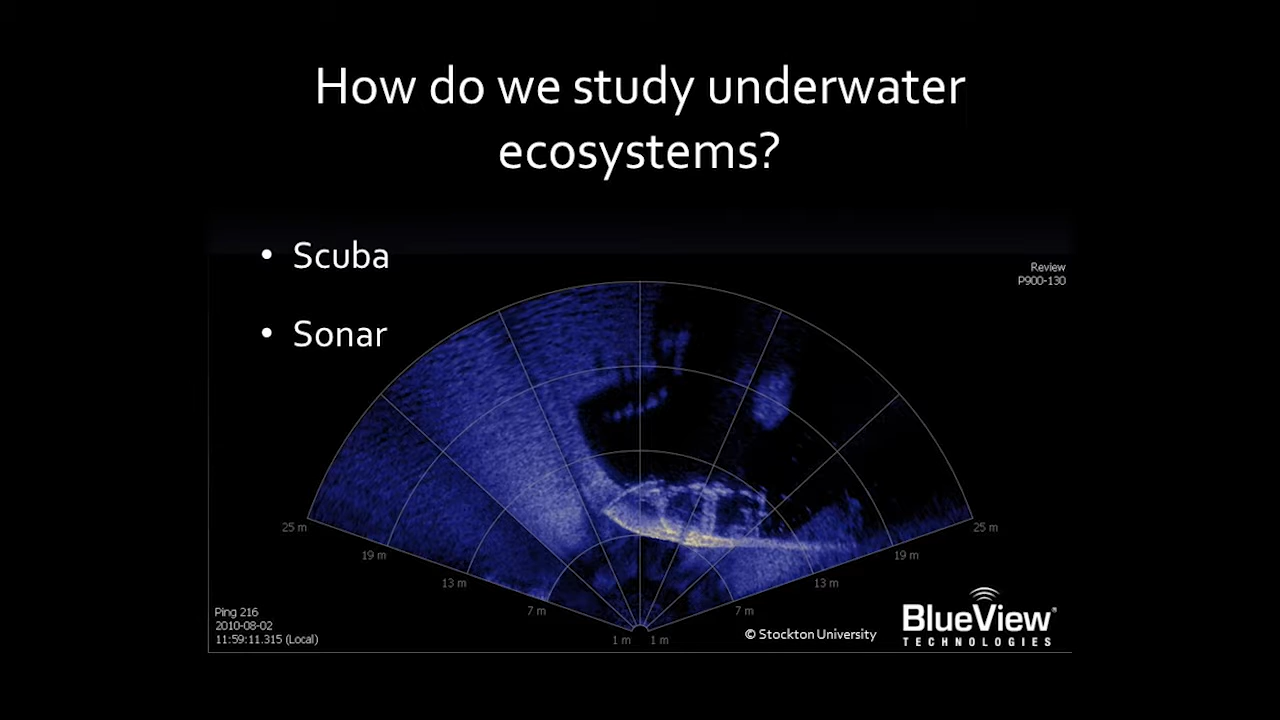 How do we study underwater
ecosystems?
• Scuba
• Sonar
Review
P900-130
25 m
19 m
13 m
7 m
1 m
1 m
7 m
13 m
19 m
25 m
Ping 216
2010-08-02
11:59:11.315 (Local)
© Stockton University
BlueView®
TECHNOLOGIES